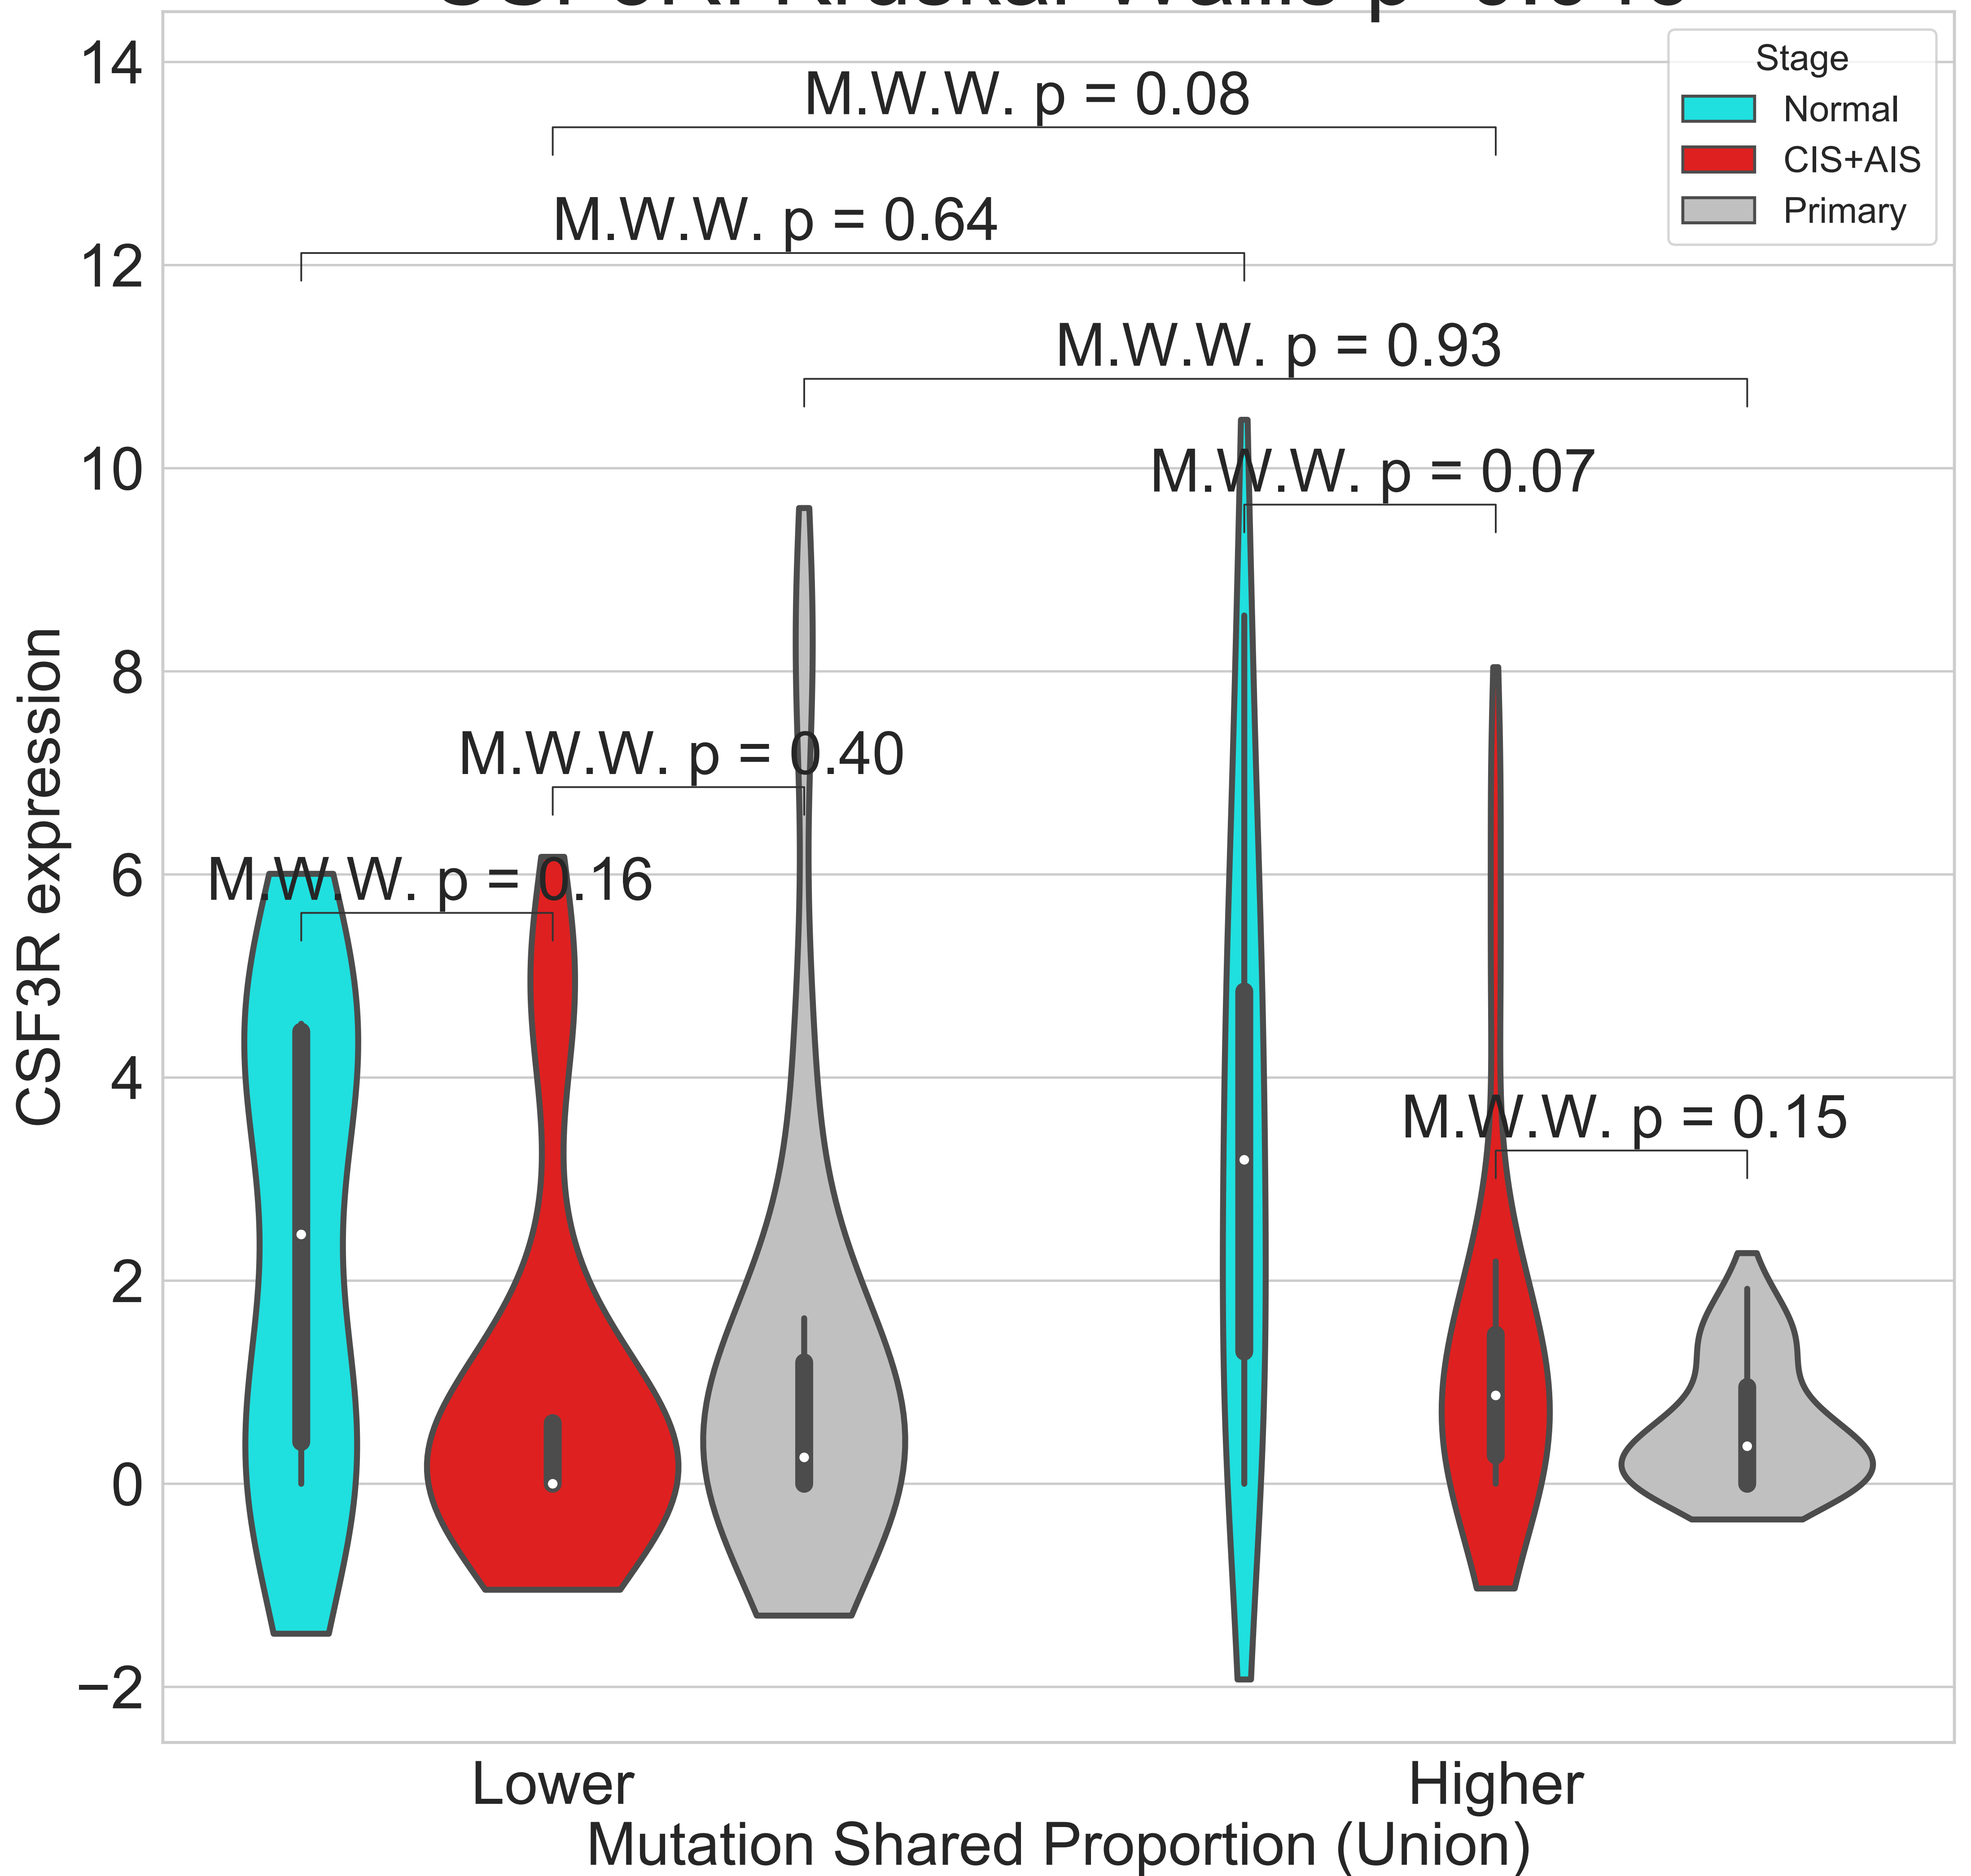 14
12
10
8
6
4
2
0
−2
CSF3R expression
Stage
Normal
CIS+AIS
Primary
M.W.W. p = 0.08
M.W.W. p = 0.64
M.W.W. p = 0.93
M.W.W. p = 0.07
M.W.W. p = 0.40
M.W.W. p = 0.16
M.W.W. p = 0.15
Lower
Higher
Mutation Shared Proportion (Union)